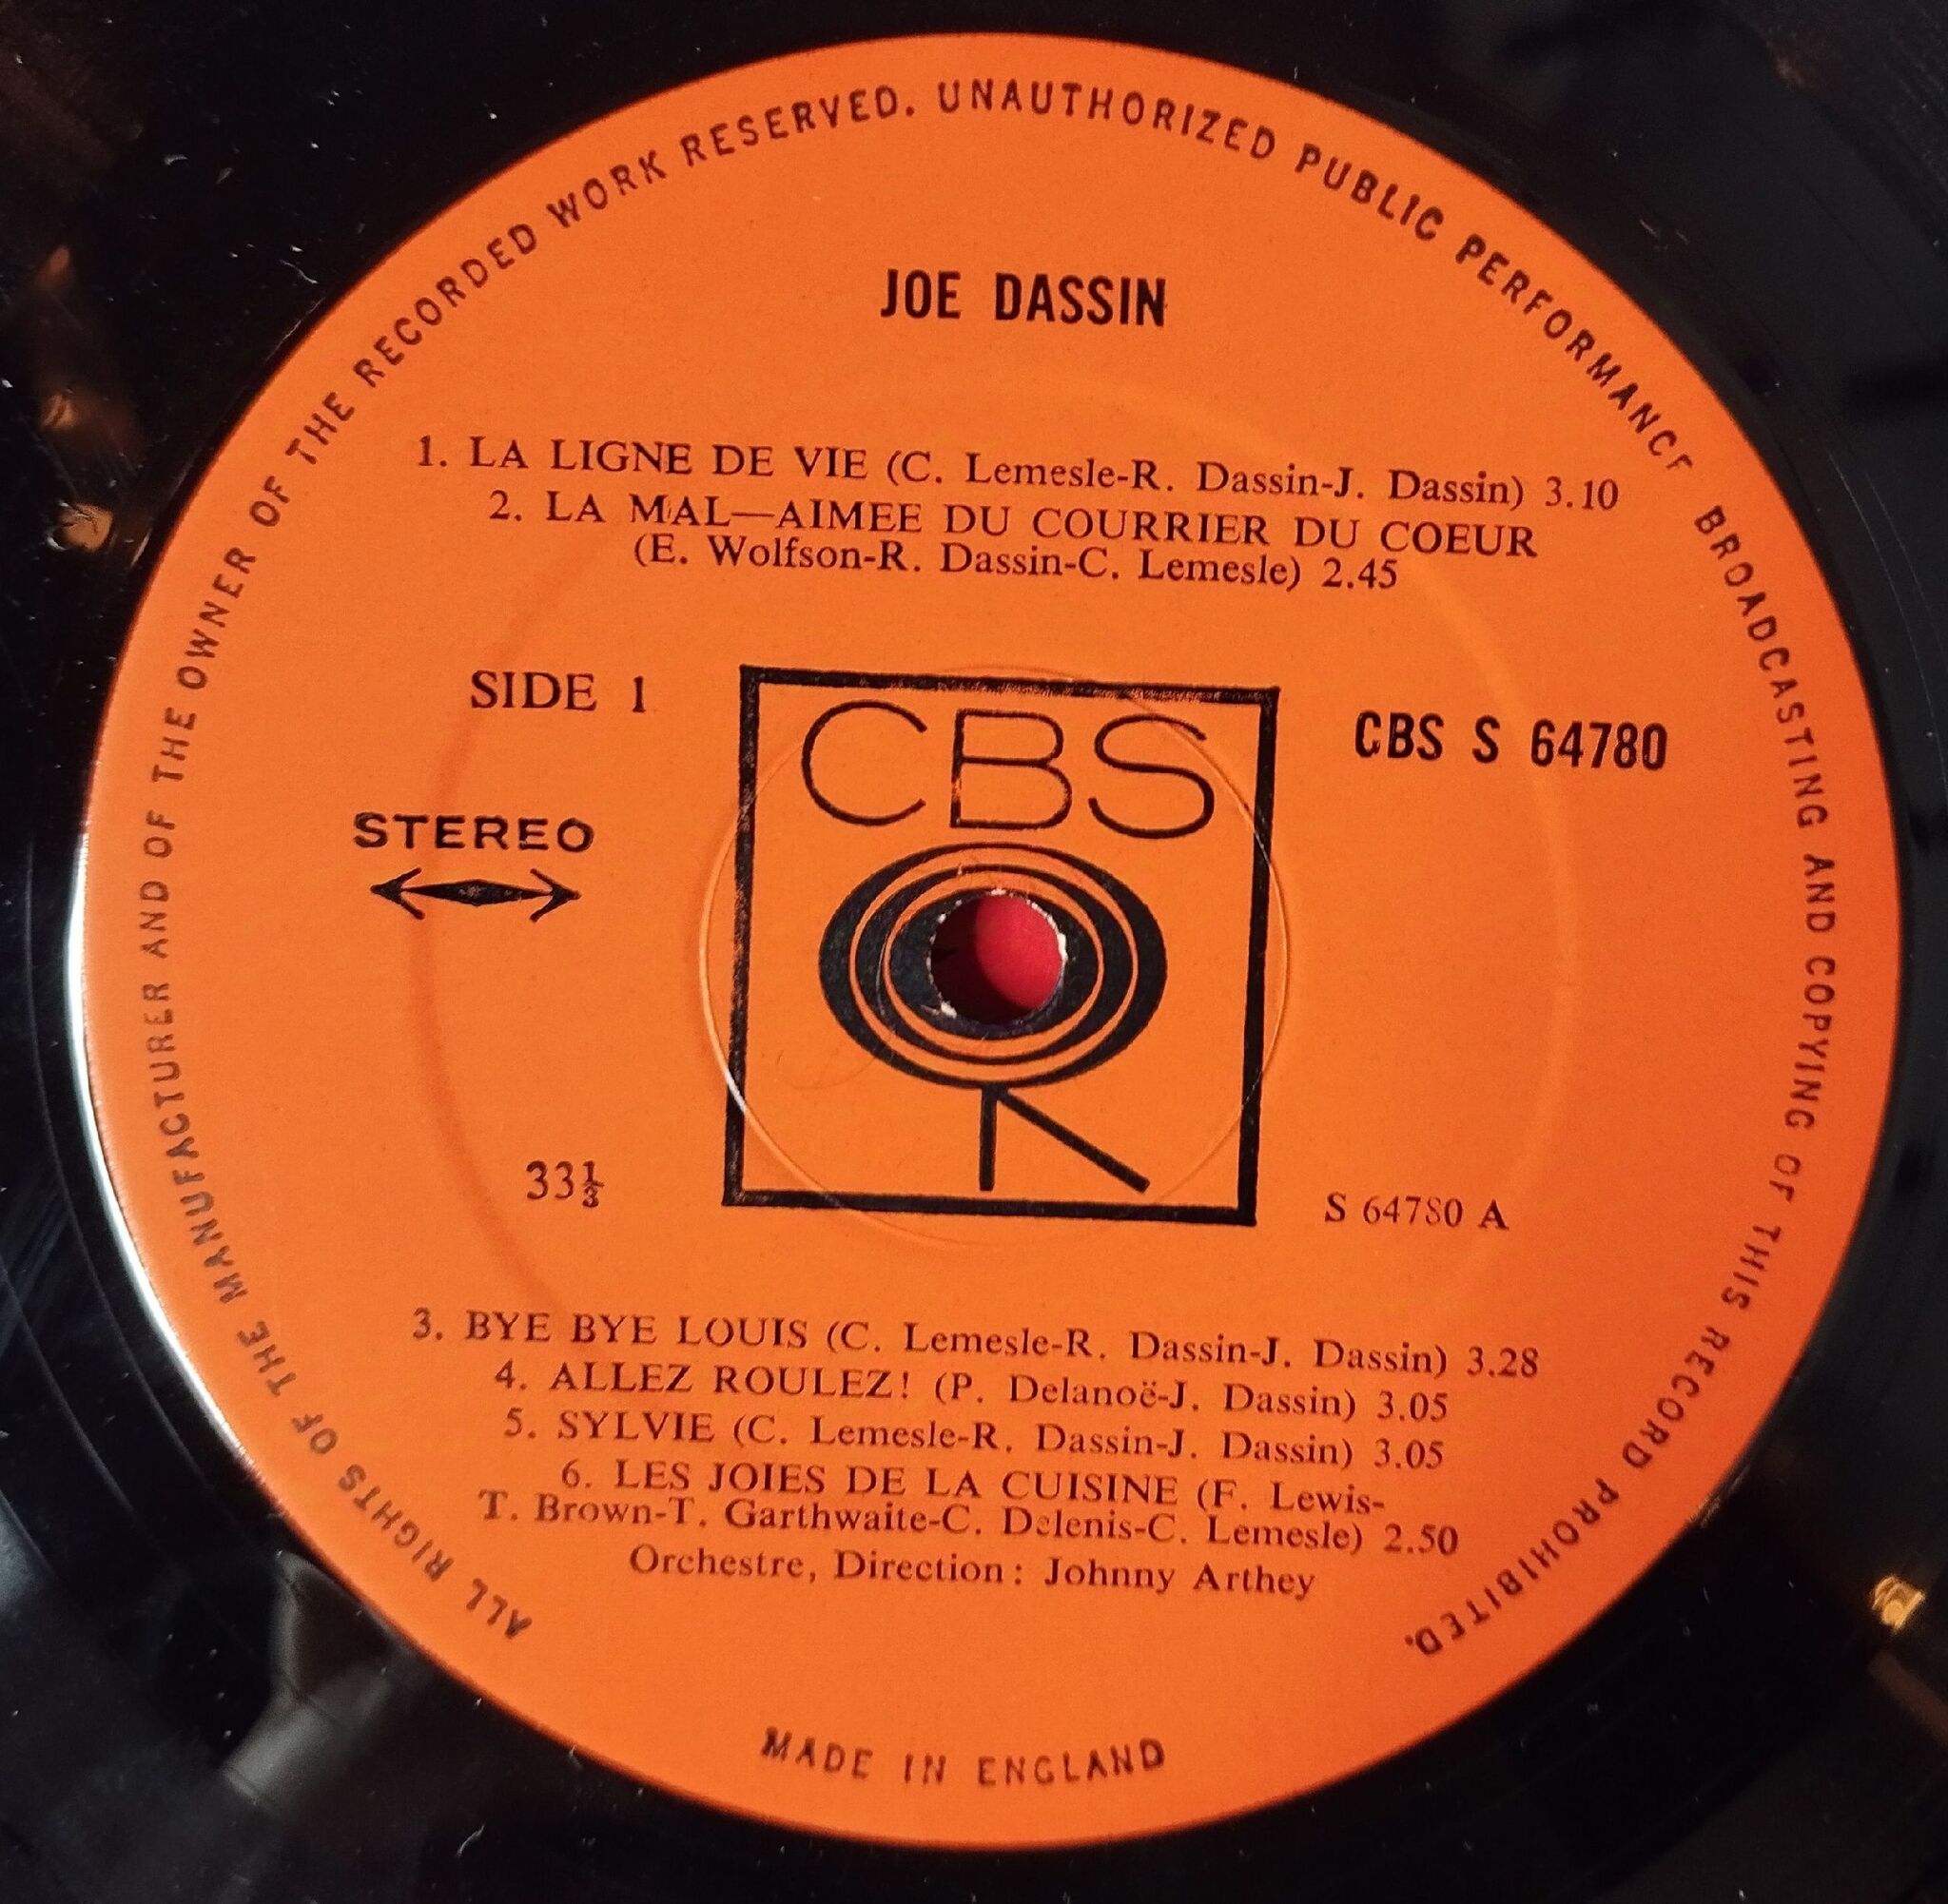 JOE DASSIN
1. LA LIGNE DE VIE (C. Lemesle-R. Dassin-J. Dassin) 3.10
2. LA MAL—AIMEE DU COURRIER DU COEUR
(E. Wolfson-R. Dassin-C. Lemesle) 2.45
SIDE 1
CBS
CBS S 64780
STEREO
33⅓
S 64780 A
3. BYE BYE LOUIS (C. Lemesle-R. Dassin-J. Dassin) 3.28
4. ALLEZ ROULEZ! (P. Delanoë-J. Dassin) 3.05
5. SYLVIE (C. Lemesle-R. Dassin-J. Dassin) 3.05
6. LES JOIES DE LA CUISINE (F. Lewis-
T. Brown-T. Garthwaite-C. Delenis-C. Lemesle) 2.50
Orchestre, Direction: Johnny Arthey
ALL RIGHTS OF THE MANUFACTURER AND OF THE OWNER OF THE RECORDED WORK RESERVED. UNAUTHORIZED PUBLIC PERFORMANCE BROADCASTING AND COPYING OF THIS RECORD PROHIBITED.
MADE IN ENGLAND